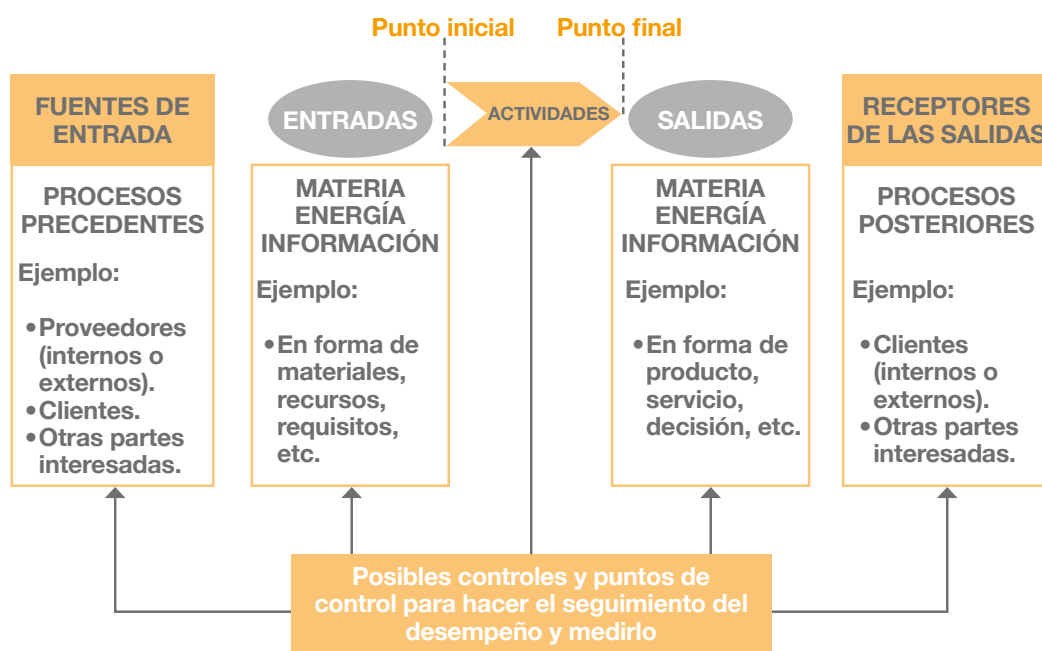 Punto inicial
Punto final
FUENTES DE
ENTRADA
PROCESOS
PRECEDENTES
Ejemplo:
•Proveedores
(internos o
externos).
•Clientes.
•Otras partes
interesadas.
ENTRADAS
MATERIA
ENERGÍA
INFORMACIÓN
Ejemplo:
•En forma de
materiales,
recursos,
requisitos,
etc.
ACTIVIDADES
SALIDAS
MATERIA
ENERGÍA
INFORMACIÓN
Ejemplo:
•En forma de
producto,
servicio,
decisión, etc.
RECEPTORES
DE LAS SALIDAS
PROCESOS
POSTERIORES
Ejemplo:
•Clientes
(internos o
externos).
•Otras partes
interesadas.
Posibles controles y puntos de
control para hacer el seguimiento del
desempeño y medirlo